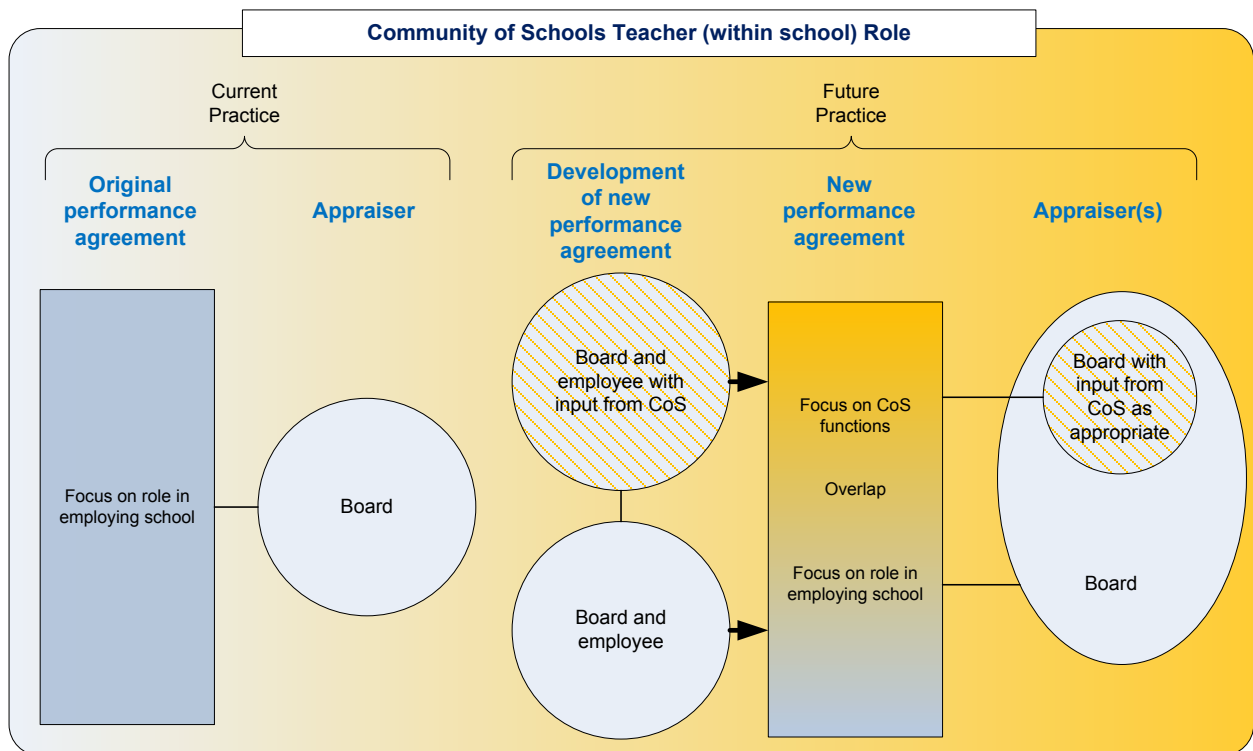 Community of Schools Teacher (within school) Role
Current
Practice
Future
Practice
Original
performance
agreement
Appraiser
Development
of new
performance
agreement
New
performance
agreement
Appraiser(s)
Focus on role in
employing school
Board
Board and
employee with
input from CoS
Board and
employee
Focus on CoS
functions
Overlap
Focus on role in
employing school
Board with
input from
CoS as
appropriate
Board